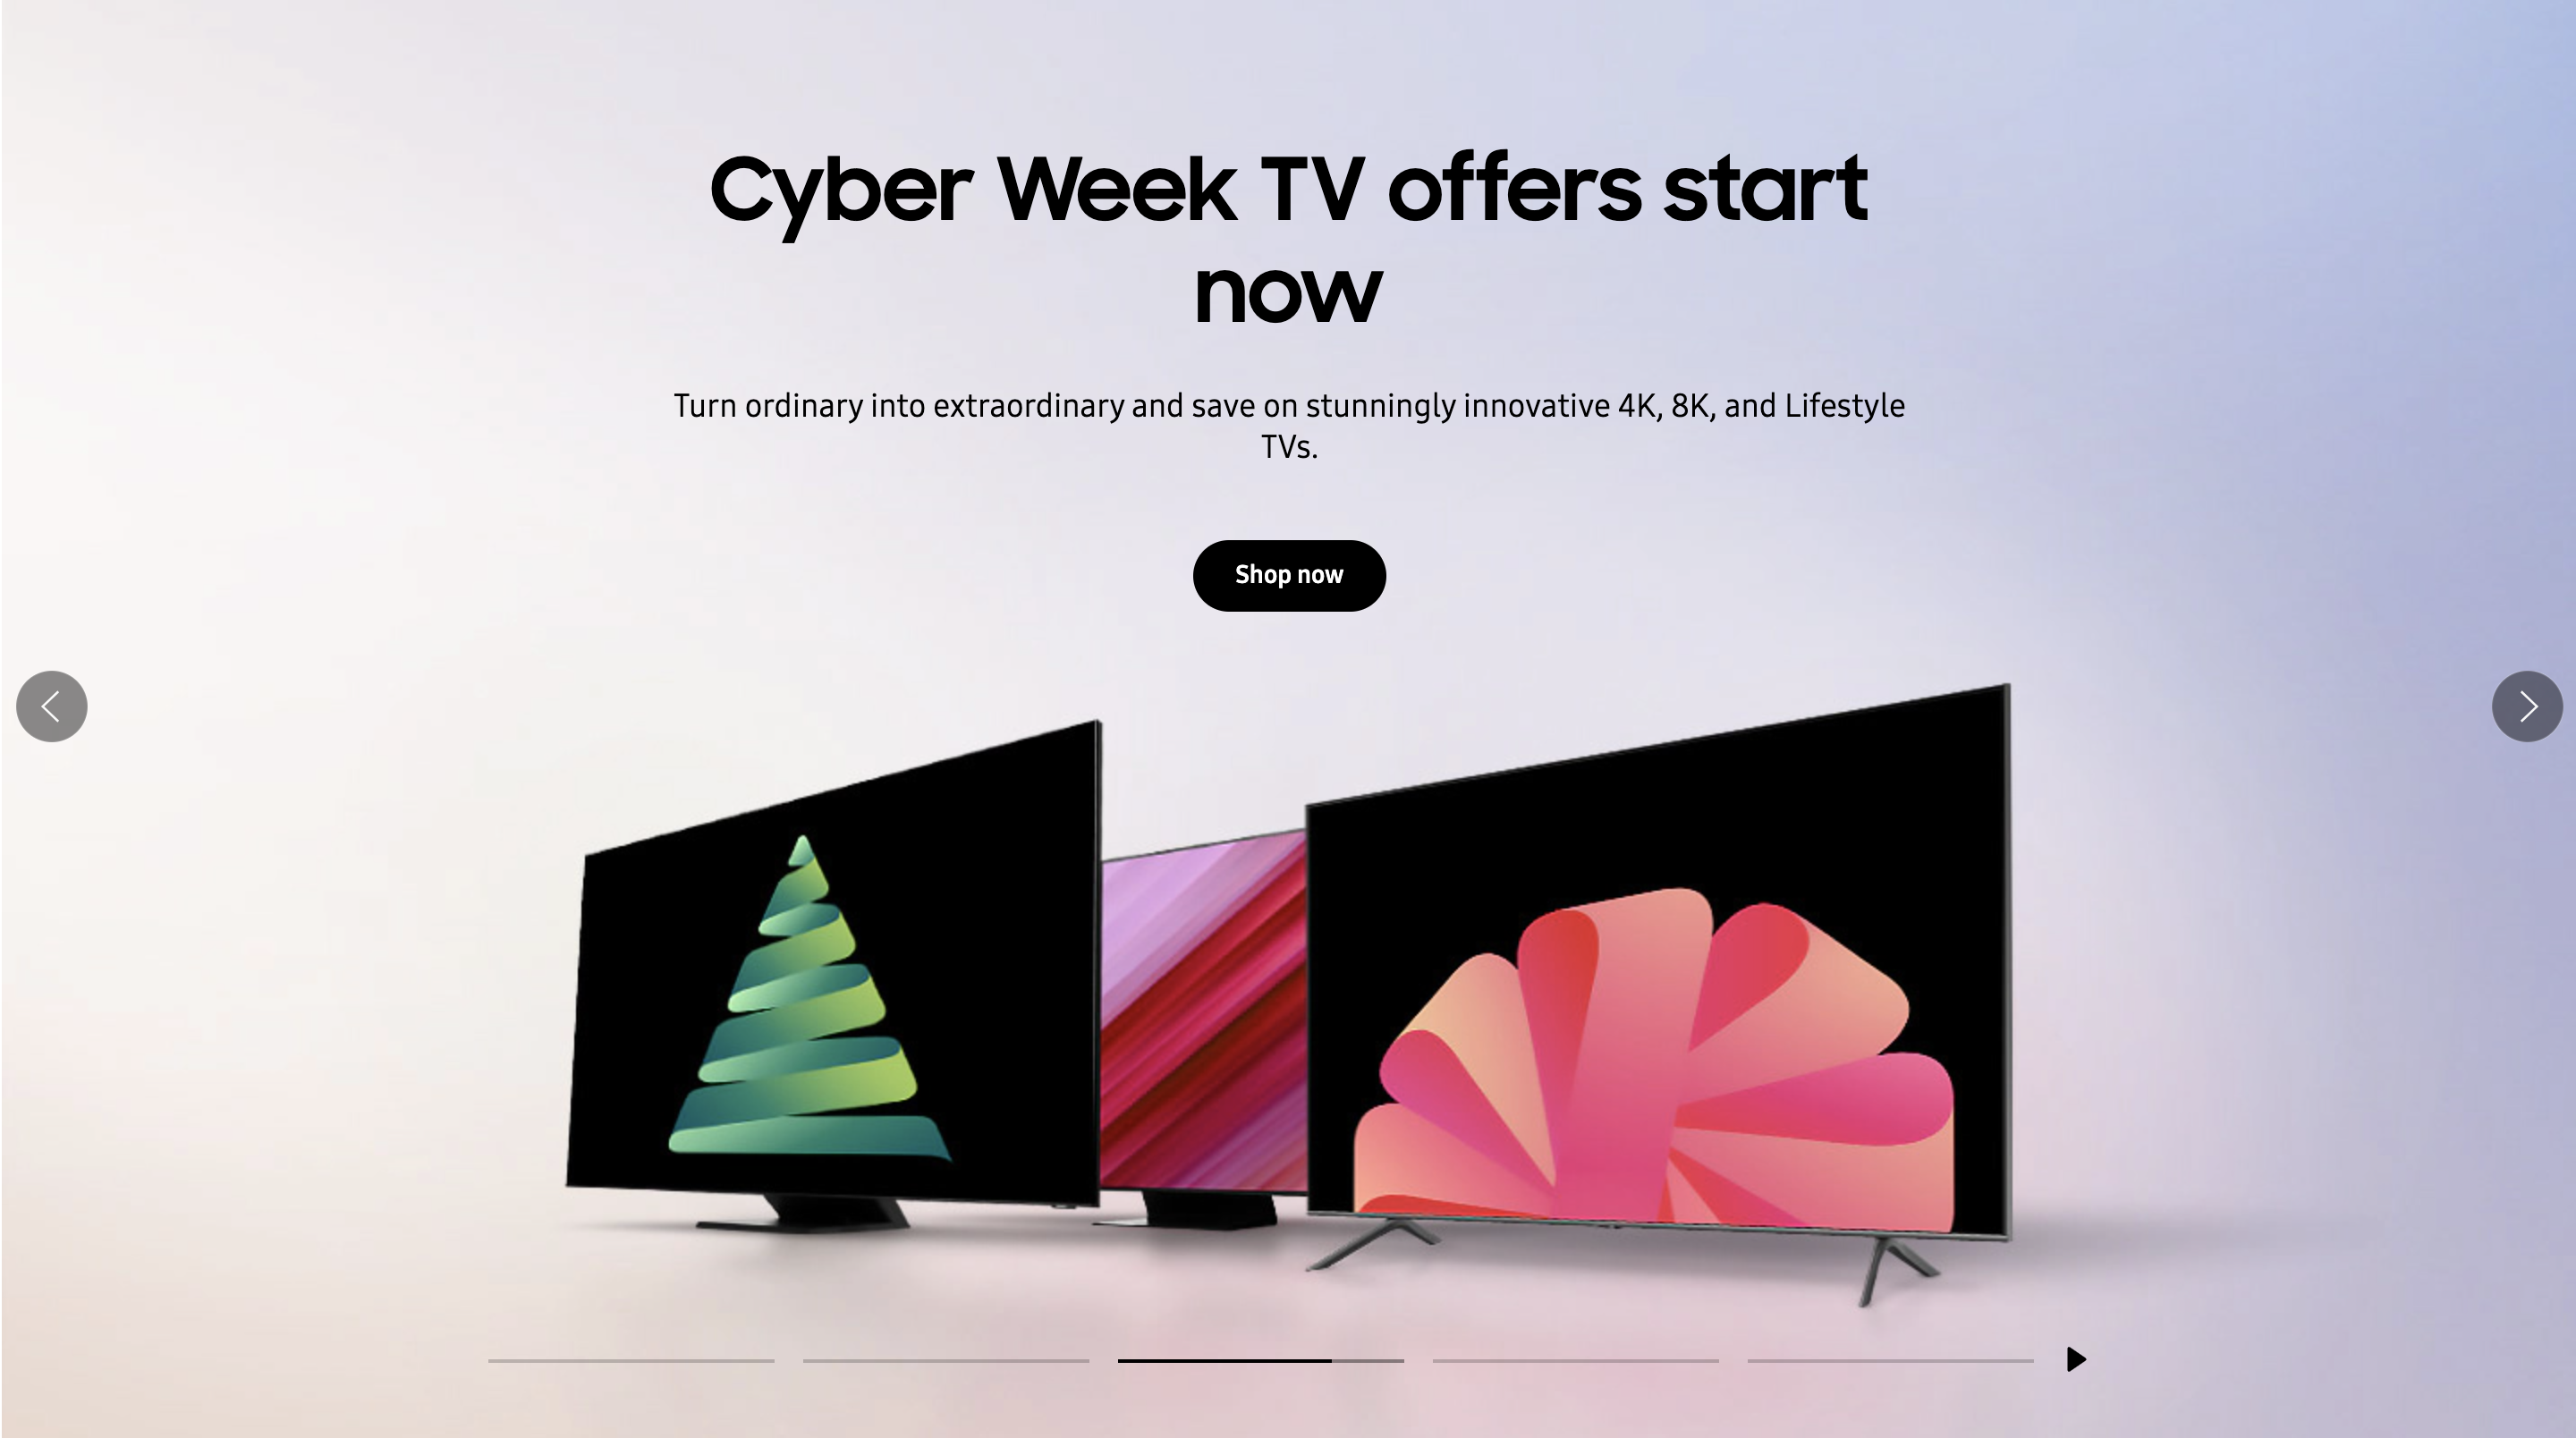 Cyber Week TV offers start
now
Turn ordinary into extraordinary and save on stunningly innovative 4K, 8K, and Lifestyle
TVs.
Shop now